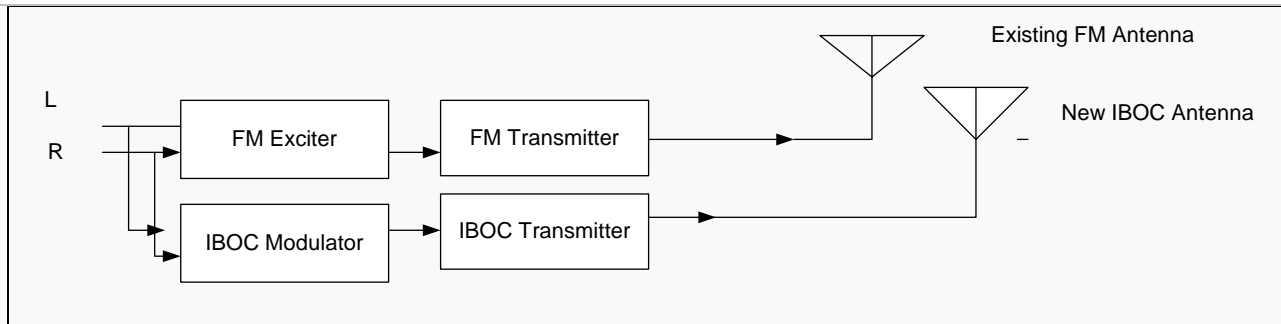 Existing FM Antenna
L
New IBOC Antenna
FM Exciter
FM Transmitter
R
IBOC Modulator
IBOC Transmitter